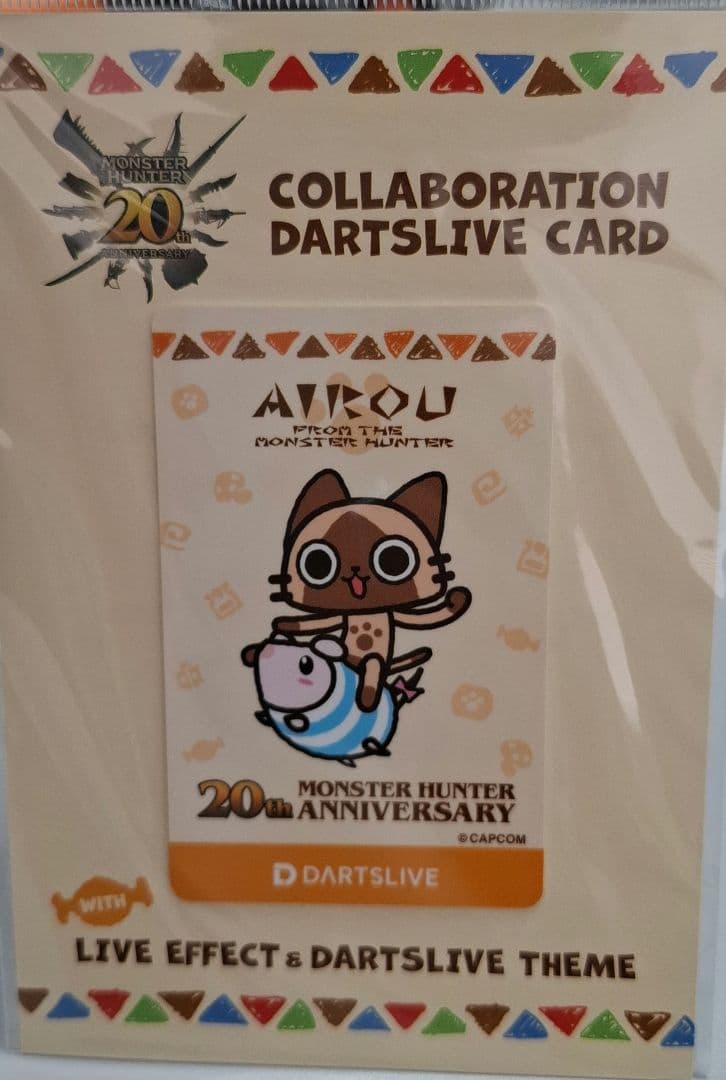 MONSTER
HUNTER
20th
ANNIVERSARY
COLLABORATION
DARTSLIVE CARD
AIROU
FROM THE
MONSTER HUNTER
20th MONSTER HUNTER
ANNIVERSARY
©CAPCOM
D DARTSLIVE
WITH
LIVE EFFECT & DARTSLIVE THEME